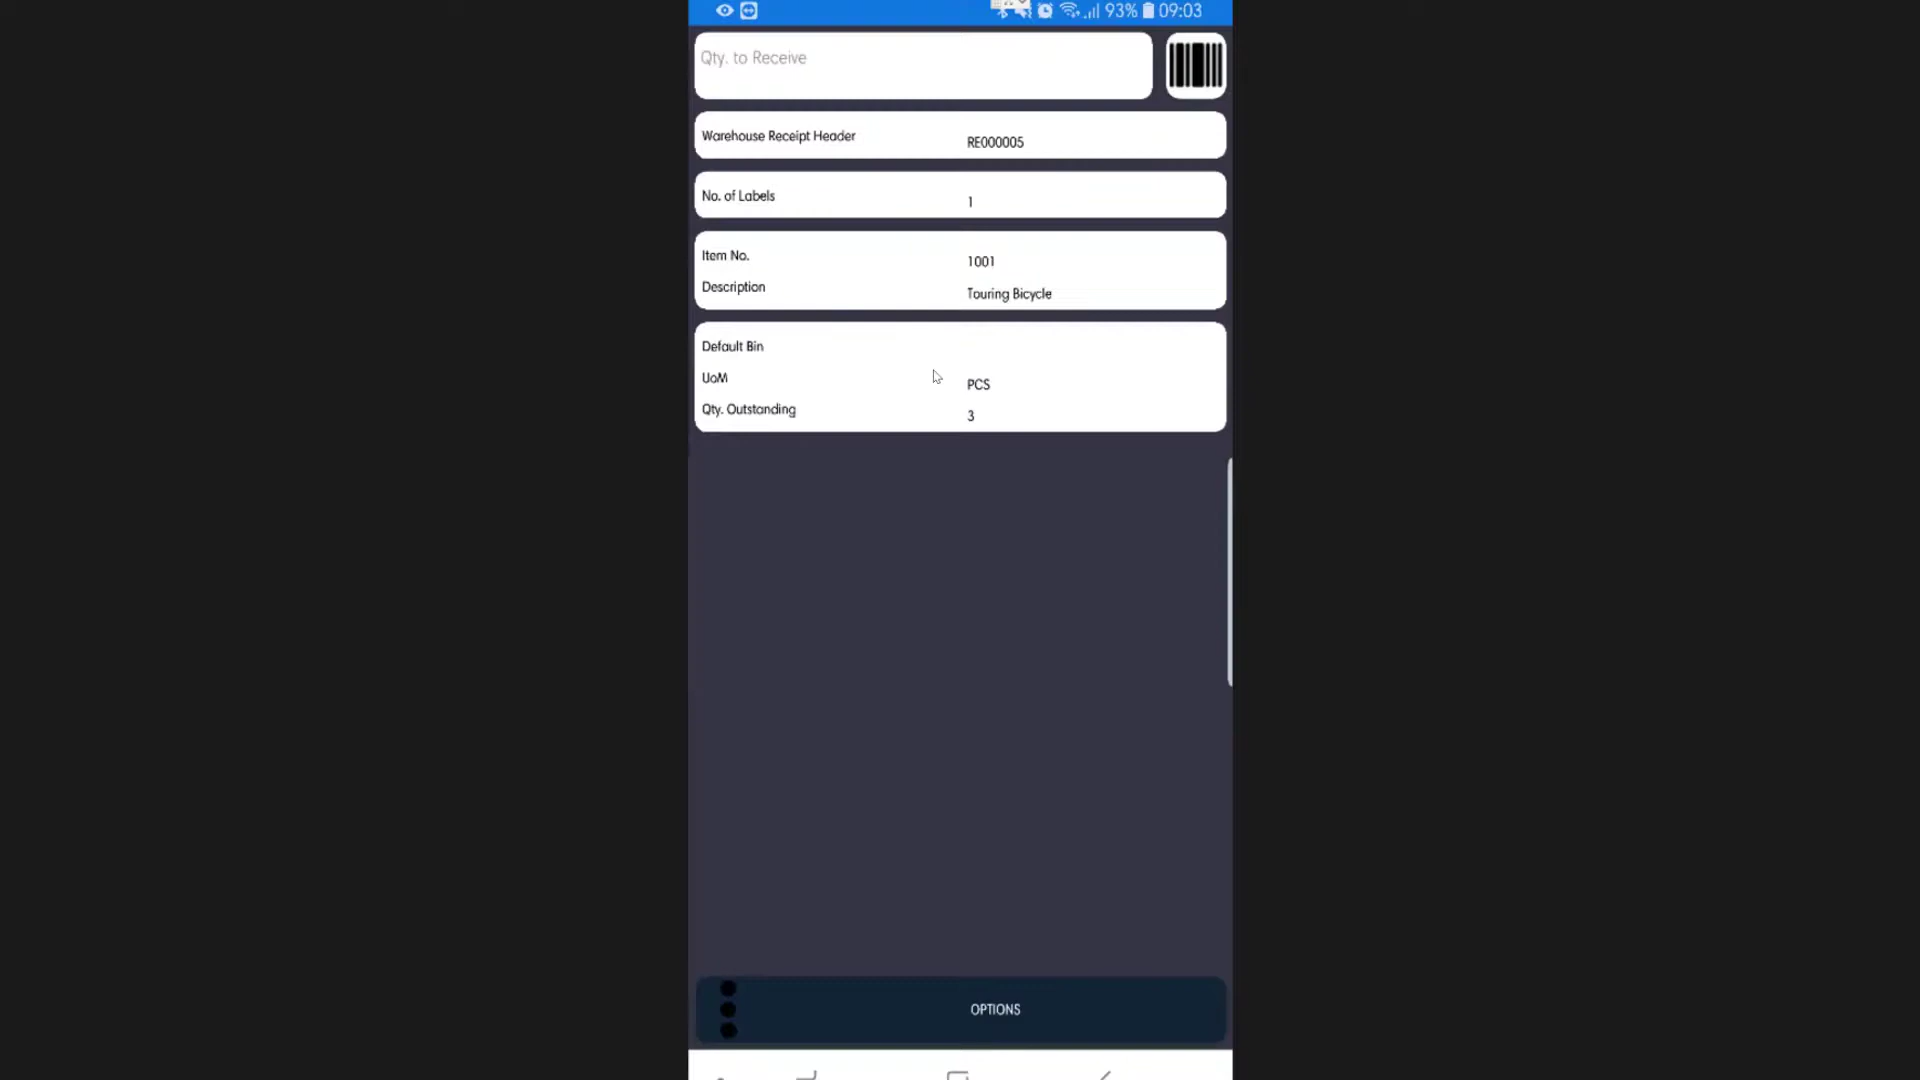 93% 09:03
Qty. to Receive
Warehouse Receipt Header RE000005
No. of Labels 1
Item No. 1001
Description Touring Bicycle
Default Bin
UoM PCS
Qty. Outstanding 3
OPTIONS